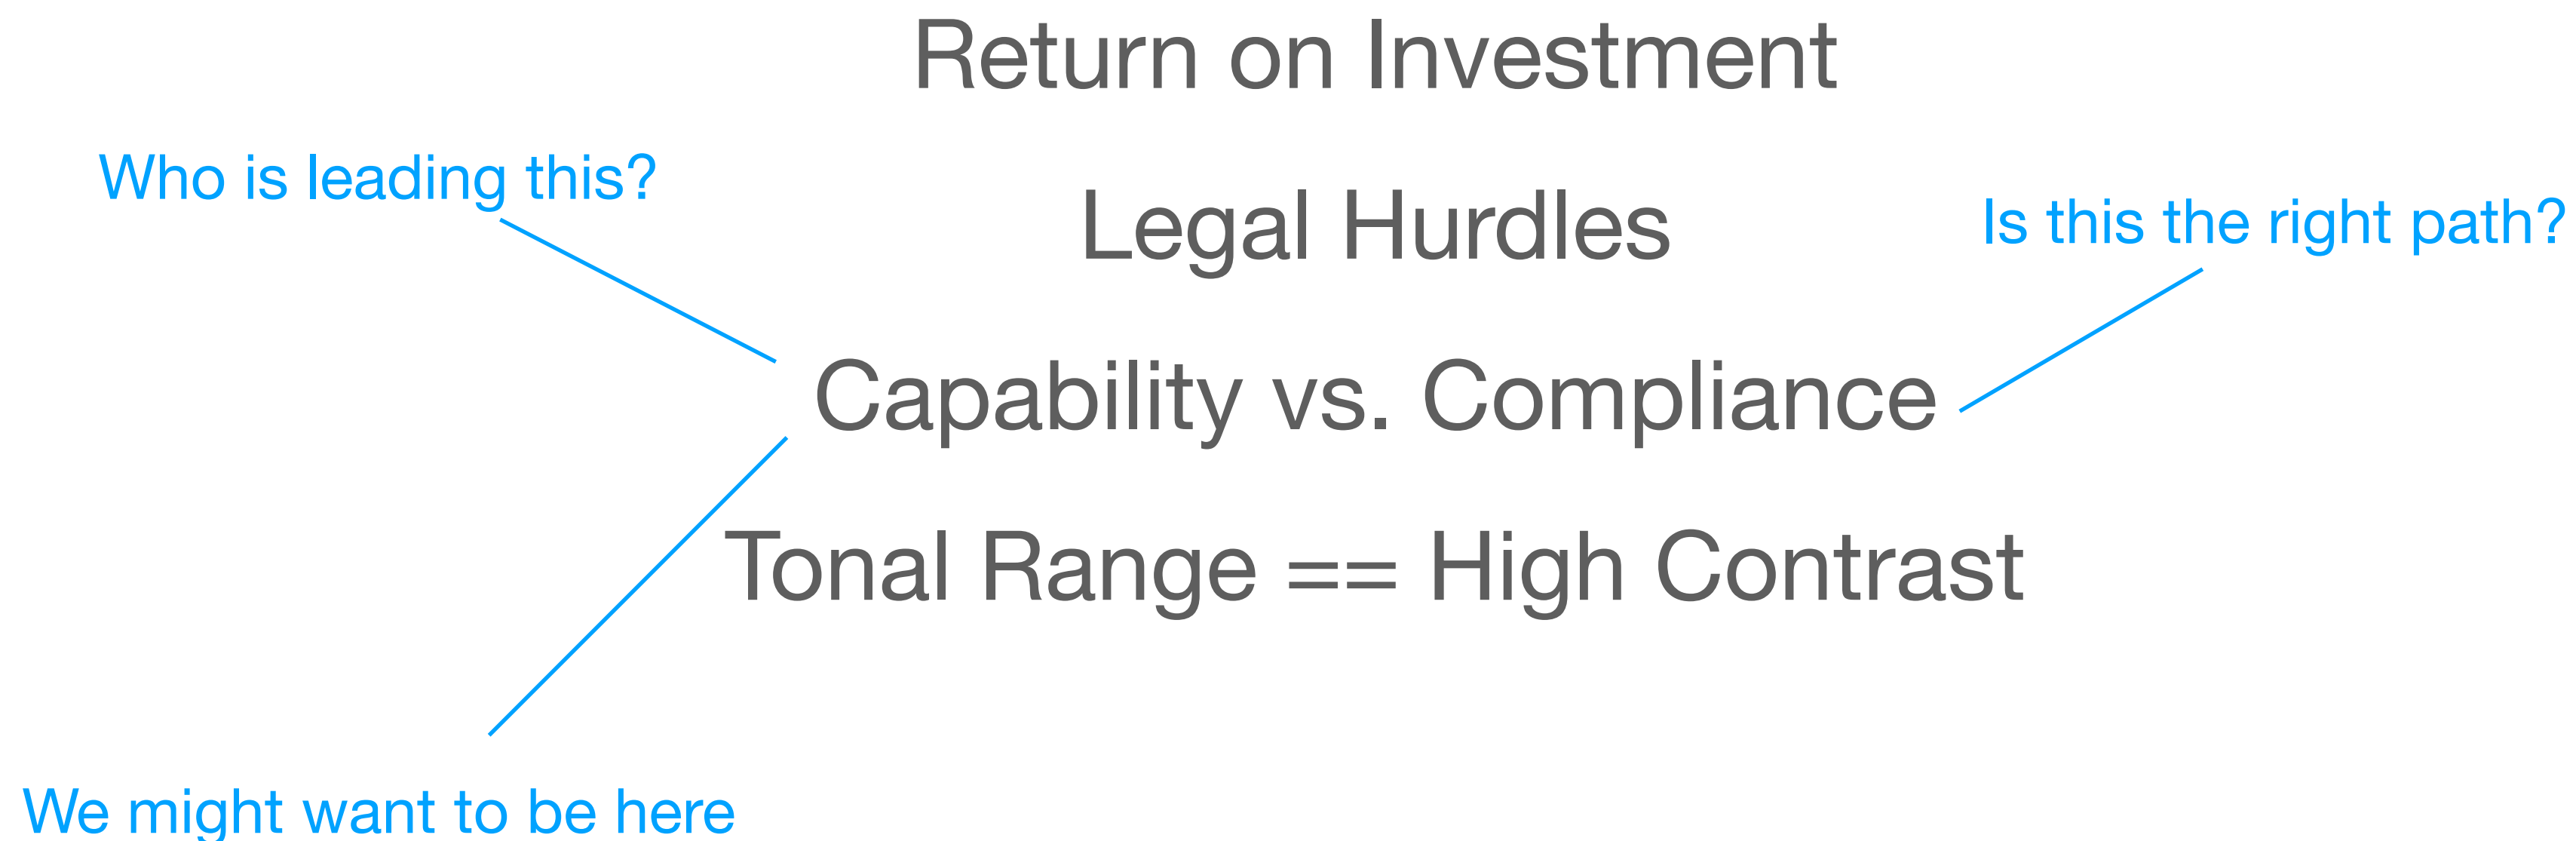 Return on Investment
Who is leading this?
Legal Hurdles
Is this the right path?
Capability vs. Compliance
Tonal Range == High Contrast
We might want to be here